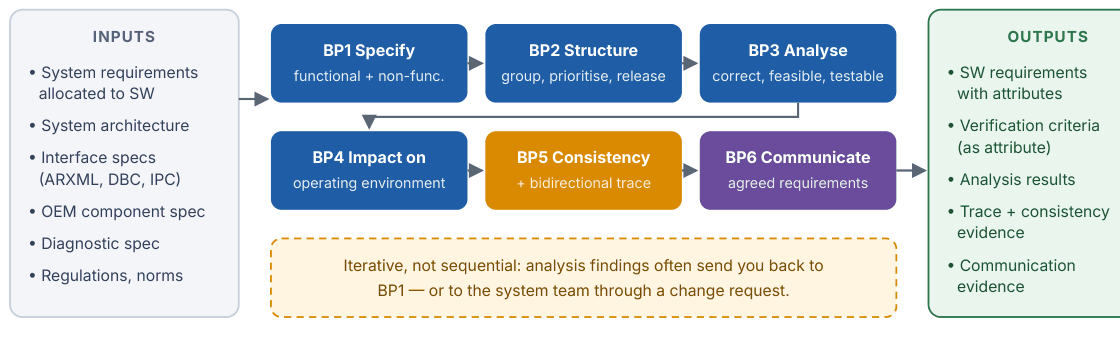 INPUTS
• System requirements
allocated to SW
• System architecture
• Interface specs
(ARXML, DBC, IPC)
• OEM component spec
• Diagnostic spec
• Regulations, norms
BP1 Specify
functional + non-func.
BP2 Structure
group, prioritise, release
BP3 Analyse
correct, feasible, testable
BP4 Impact on
operating environment
BP5 Consistency
+ bidirectional trace
BP6 Communicate
agreed requirements
Iterative, not sequential: analysis findings often send you back to
BP1 — or to the system team through a change request.
OUTPUTS
• SW requirements
with attributes
• Verification criteria
(as attribute)
• Analysis results
• Trace + consistency
evidence
• Communication
evidence